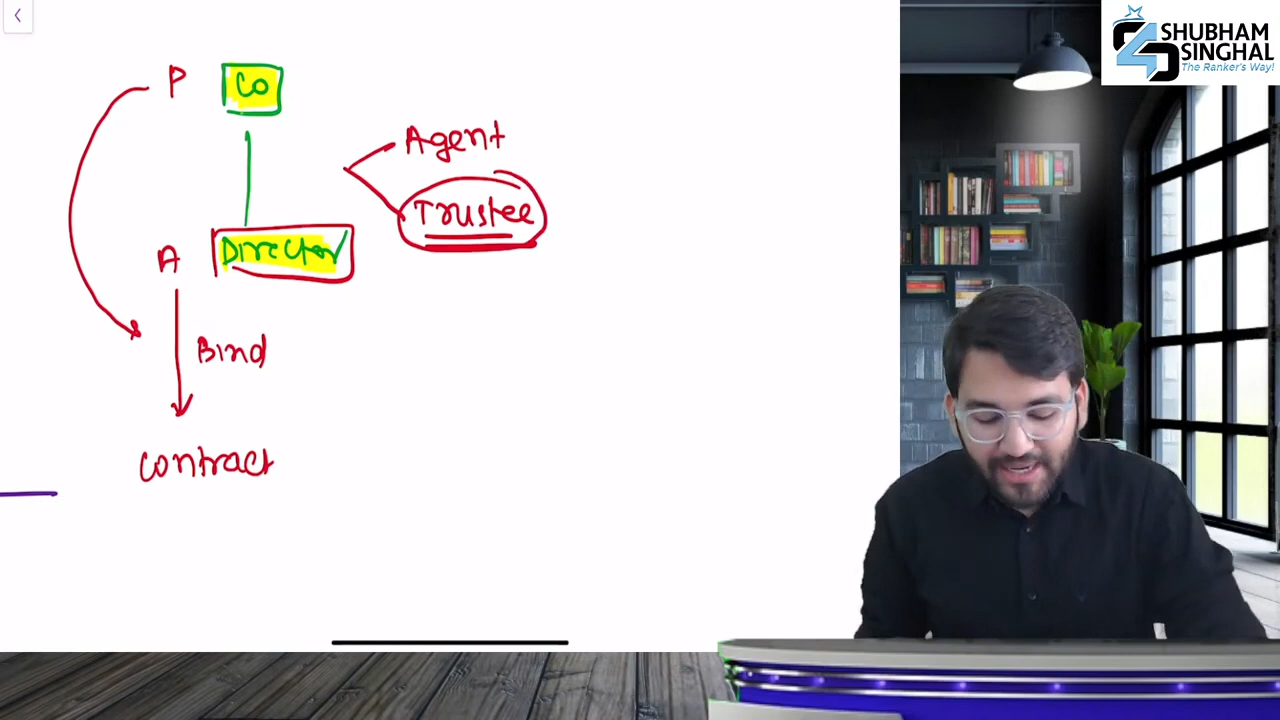 SHUBHAM
SINGHAL
The Ranker's Way!
P Co
Agent
Trustee
A Director
Bind
Contract